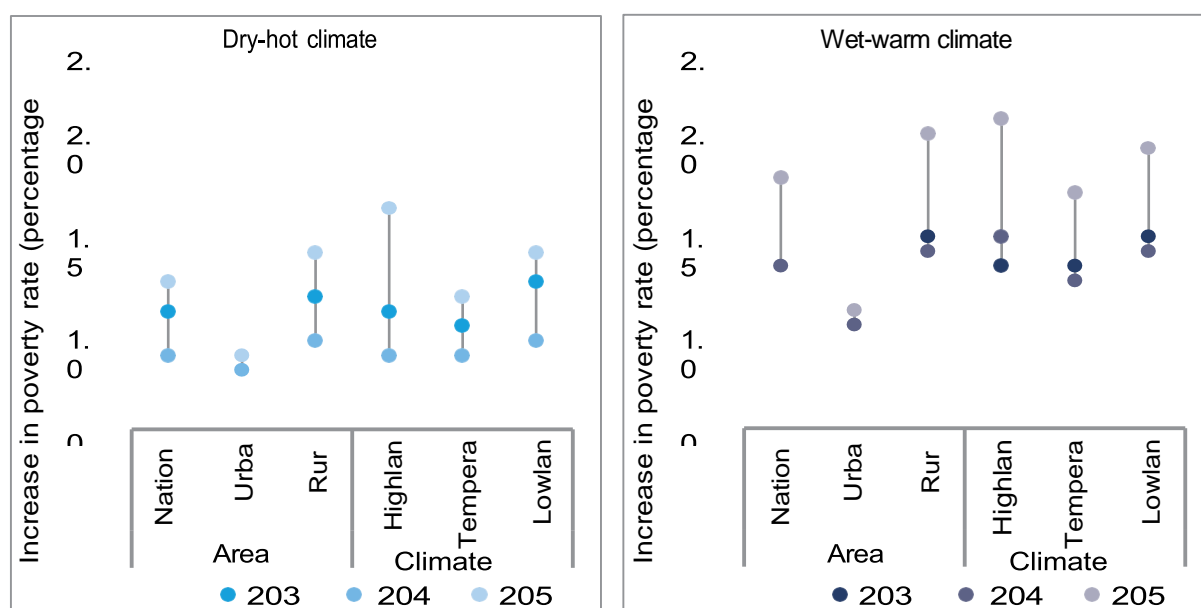 Dry-hot climate
Increase in poverty rate (percentage
2.
2.
0
1.
5
1.
0
0
Nation
Urba
Rur
Highlan
Tempera
Lowlan
Area
Climate
203
204
205
Wet-warm climate
Increase in poverty rate (percentage
2.
2.
0
1.
5
1.
0
0
Nation
Urba
Rur
Highlan
Tempera
Lowlan
Area
Climate
203
204
205